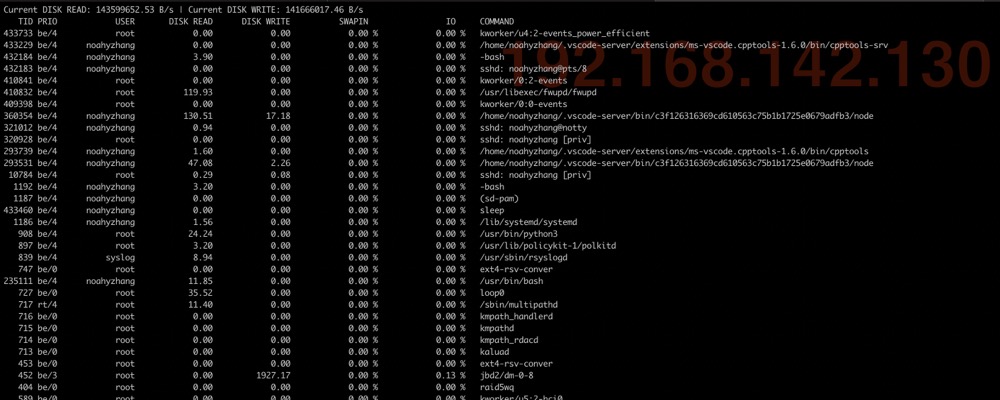 Current DISK READ: 143599652.53 B/s | Current DISK WRITE: 141666017.46 B/s
TID PRIO USER DISK READ DISK WRITE SWAPIN IO COMMAND
433733 be/4 root 0.00 0.00 0.00 % 0.00 % kworker/u4:2-events_power_efficient
433229 be/4 noahyzhang 0.00 0.00 0.00 % 0.00 % /home/noahyzhang/.vscode-server/extensions/ms-vscode.cpptools-1.6.0/bin/cpptools-srv
432184 be/4 noahyzhang 3.90 0.00 0.00 % 0.00 % -bash
432183 be/4 noahyzhang 0.00 0.00 0.00 % 0.00 % sshd: noahyzhang@pts/8
192.168.142.130
410841 be/4 root 0.00 0.00 0.00 % 0.00 % kworker/0:2-events
410832 be/4 root 119.93 0.00 0.00 % 0.00 % /usr/libexec/fwupd/fwupd
409398 be/4 root 0.00 0.00 0.00 % 0.00 % kworker/0:0-events
360354 be/4 noahyzhang 130.51 17.18 0.00 % 0.00 % /home/noahyzhang/.vscode-server/bin/c3f126316369cd610563c75b1b1725e0679adfb3/node
321012 be/4 noahyzhang 0.94 0.00 0.00 % 0.00 % sshd: noahyzhang@notty
320928 be/4 root 0.00 0.00 0.00 % 0.00 % sshd: noahyzhang [priv]
293739 be/4 noahyzhang 1.60 0.00 0.00 % 0.00 % /home/noahyzhang/.vscode-server/extensions/ms-vscode.cpptools-1.6.0/bin/cpptools
293531 be/4 noahyzhang 47.08 2.26 0.00 % 0.00 % /home/noahyzhang/.vscode-server/bin/c3f126316369cd610563c75b1b1725e0679adfb3/node
10784 be/4 root 0.29 0.08 0.00 % 0.00 % sshd: noahyzhang [priv]
1192 be/4 noahyzhang 3.20 0.00 0.00 % 0.00 % -bash
1187 be/4 noahyzhang 0.00 0.00 0.00 % 0.00 % (sd-pam)
433460 be/4 noahyzhang 0.00 0.00 0.00 % 0.00 % sleep
1186 be/4 noahyzhang 1.56 0.00 0.00 % 0.00 % /lib/systemd/systemd
908 be/4 root 24.24 0.00 0.00 % 0.00 % /usr/bin/python3
897 be/4 root 3.20 0.00 0.00 % 0.00 % /usr/lib/policykit-1/polkitd
839 be/4 syslog 8.94 0.00 0.00 % 0.00 % /usr/sbin/rsyslogd
747 be/0 root 0.00 0.00 0.00 % 0.00 % ext4-rsv-conver
235111 be/4 noahyzhang 11.85 0.00 0.00 % 0.00 % /usr/bin/bash
727 be/0 root 35.52 0.00 0.00 % 0.00 % loop0
717 rt/4 root 11.40 0.00 0.00 % 0.00 % /sbin/multipathd
716 be/0 root 0.00 0.00 0.00 % 0.00 % kmpath_handlerd
715 be/0 root 0.00 0.00 0.00 % 0.00 % kmpathd
714 be/0 root 0.00 0.00 0.00 % 0.00 % kmpath_rdacd
713 be/0 root 0.00 0.00 0.00 % 0.00 % kaluad
453 be/0 root 0.00 0.00 0.00 % 0.00 % ext4-rsv-conver
452 be/3 root 0.00 1927.17 0.00 % 0.13 % jbd2/dm-0-8
404 be/0 root 0.00 0.00 0.00 % 0.00 % raid5wq
589 be/0 root 0.00 0.00 0.00 % 0.00 % kworker/u5:2-hci0